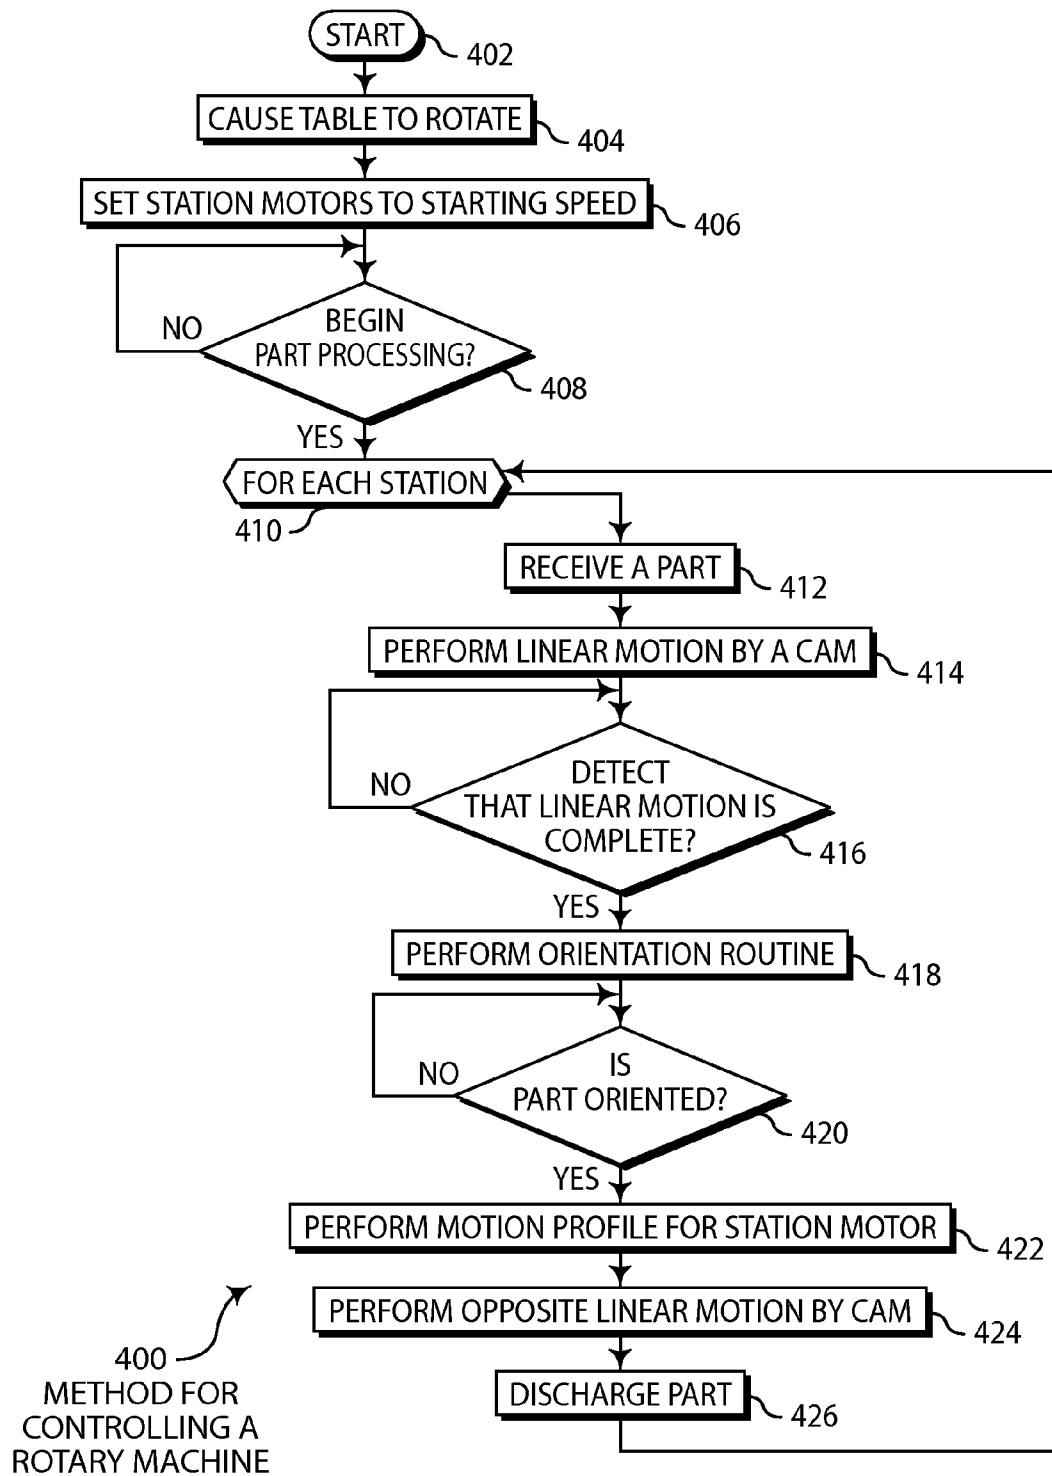 START
402
CAUSE TABLE TO ROTATE
404
SET STATION MOTORS TO STARTING SPEED
406
NO
BEGIN
PART PROCESSING?
408
YES
FOR EACH STATION
410
RECEIVE A PART
412
PERFORM LINEAR MOTION BY A CAM
414
NO
DETECT
THAT LINEAR MOTION IS
COMPLETE?
416
YES
PERFORM ORIENTATION ROUTINE
418
NO
IS
PART ORIENTED?
420
YES
PERFORM MOTION PROFILE FOR STATION MOTOR
422
PERFORM OPPOSITE LINEAR MOTION BY CAM
424
DISCHARGE PART
426
400
METHOD FOR
CONTROLLING A
ROTARY MACHINE